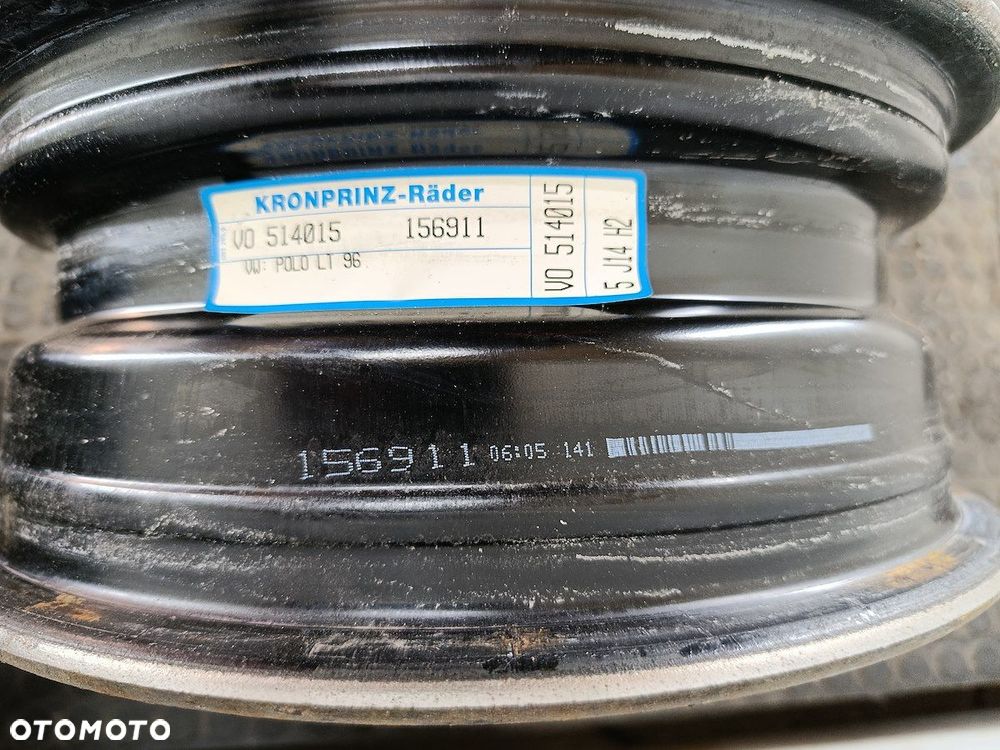 KRONPRINZ-Räder
VO 514015 156911
VW: POLO LT 96
VO 514015
5 J14 H2
156911 06:05 141
OTOMOTO